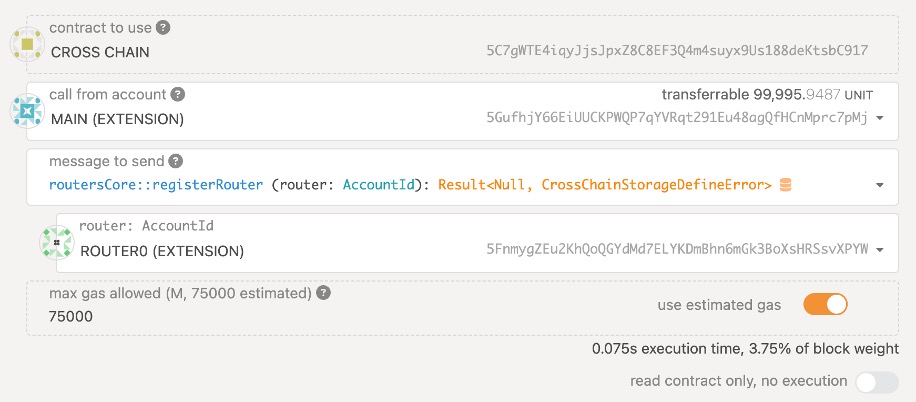 contract to use ?
CROSS CHAIN 5C7gWTE4iqyJjsJpxZ8C8EF3Q4m4suyx9Us188deKtsbC917
call from account ? transferrable 99,995.9487 UNIT
MAIN (EXTENSION) 5GufhjY66EiUUCKPWQP7qYVRqt291Eu48agQfHCnMprc7pMj
message to send ?
routersCore::registerRouter (router: AccountId): Result<Null, CrossChainStorageDefineError>
router: AccountId
ROUTER0 (EXTENSION) 5FnmygZEu2KhQoQGYdMd7ELYKDmBhn6mGk3BoXsHRSsvXPYW
max gas allowed (M, 75000 estimated) ?
75000 use estimated gas
0.075s execution time, 3.75% of block weight
read contract only, no execution